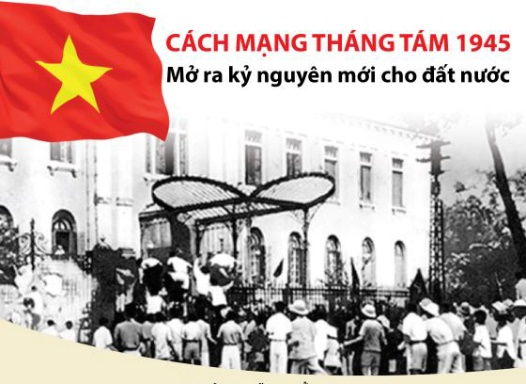 CÁCH MẠNG THÁNG TÁM 1945
Mở ra kỷ nguyên mới cho đất nước